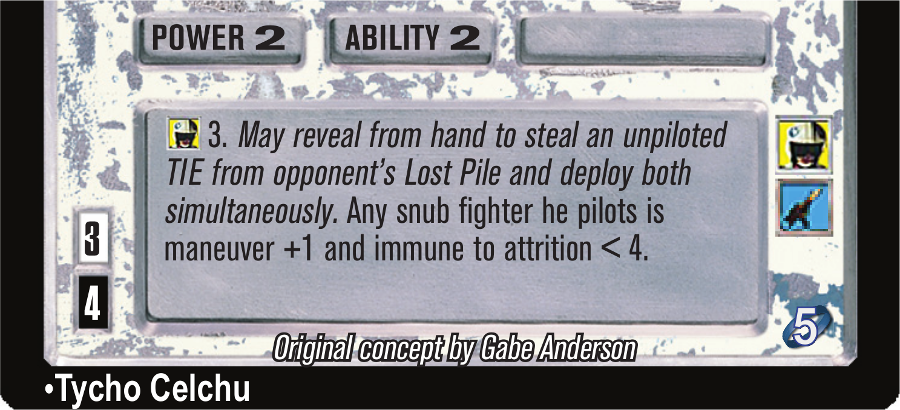 POWER 2 ABILITY 2
3. May reveal from hand to steal an unpiloted
TIE from opponent's Lost Pile and deploy both
simultaneously. Any snub fighter he pilots is
maneuver +1 and immune to attrition < 4.
3
4
5
Original concept by Gabe Anderson
•Tycho Celchu